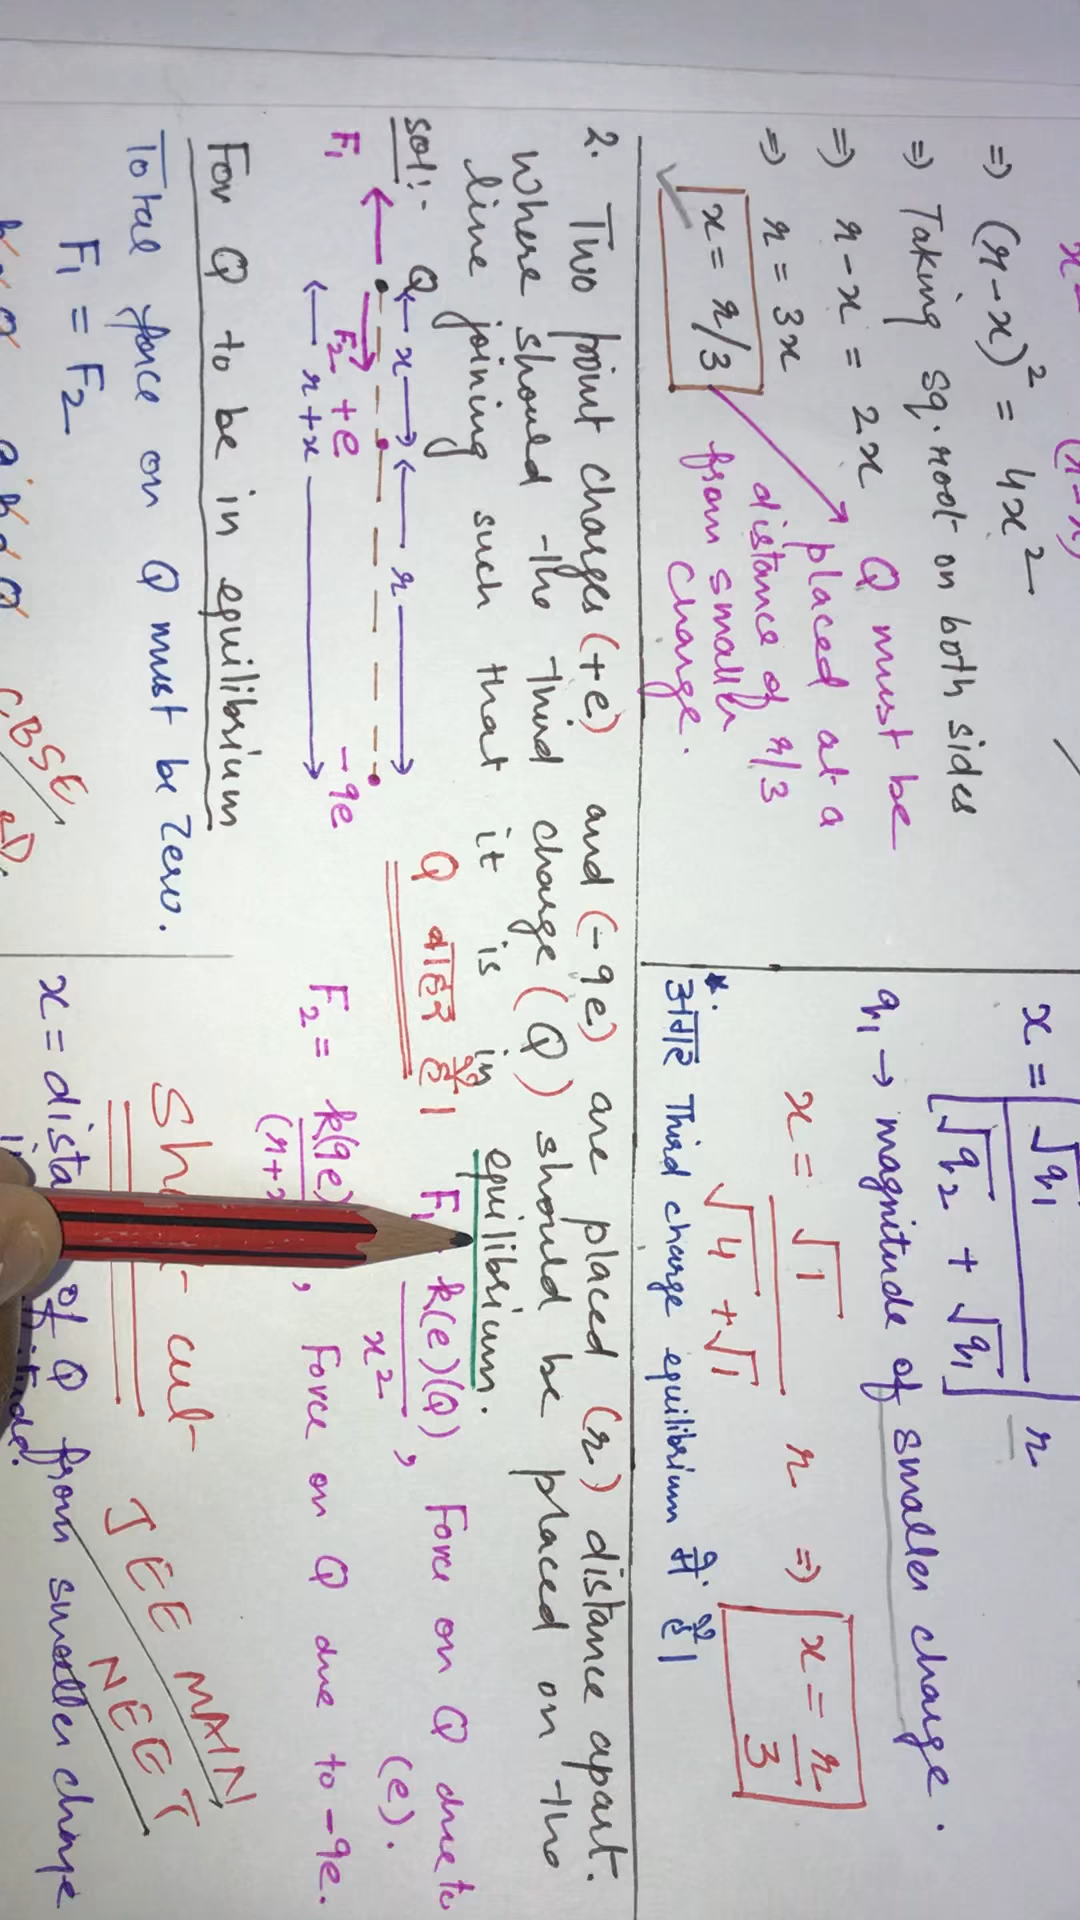 ⇒ (r-x)² = 4x²
⇒ Taking sq. root on both sides
⇒ r-x = 2x
⇒ r = 3x
x = r/3
Q must be
placed at a
distance of r/3
from small
charge.
x = √q₁ / (√q₂ + √q₁) r
q₁ → magnitude of smaller charge.
x = √1 / (√4 + √1) r ⇒ x = r/3
*. अगर Third charge equilibrium में है।
2. Two point charges (+e) and (-9e) are placed (r) distance apart.
Where should the third charge (Q) should be placed on the
line joining such that it is in equilibrium.
Sol:- Q बाहर है।
Q x r
F₁ F₂ +e -9e
r+x
F₁ k(e)(Q) / x² , Force on Q due to (e).
F₂ = k(9e) , Force on Q due to -9e.
For Q to be in equilibrium
Total force on Q must be zero.
F₁ = F₂
CBSE,
cut
JEE MAIN
NEET
x = of Q from smaller charge